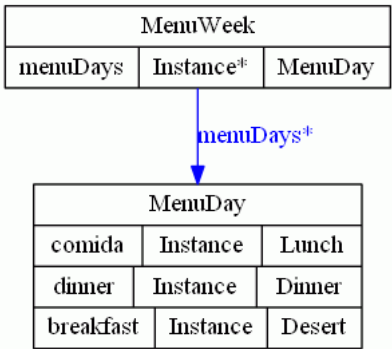 MenuWeek
menuDays Instance* MenuDay
menuDays*
MenuDay
comida Instance Lunch
dinner Instance Dinner
breakfast Instance Desert